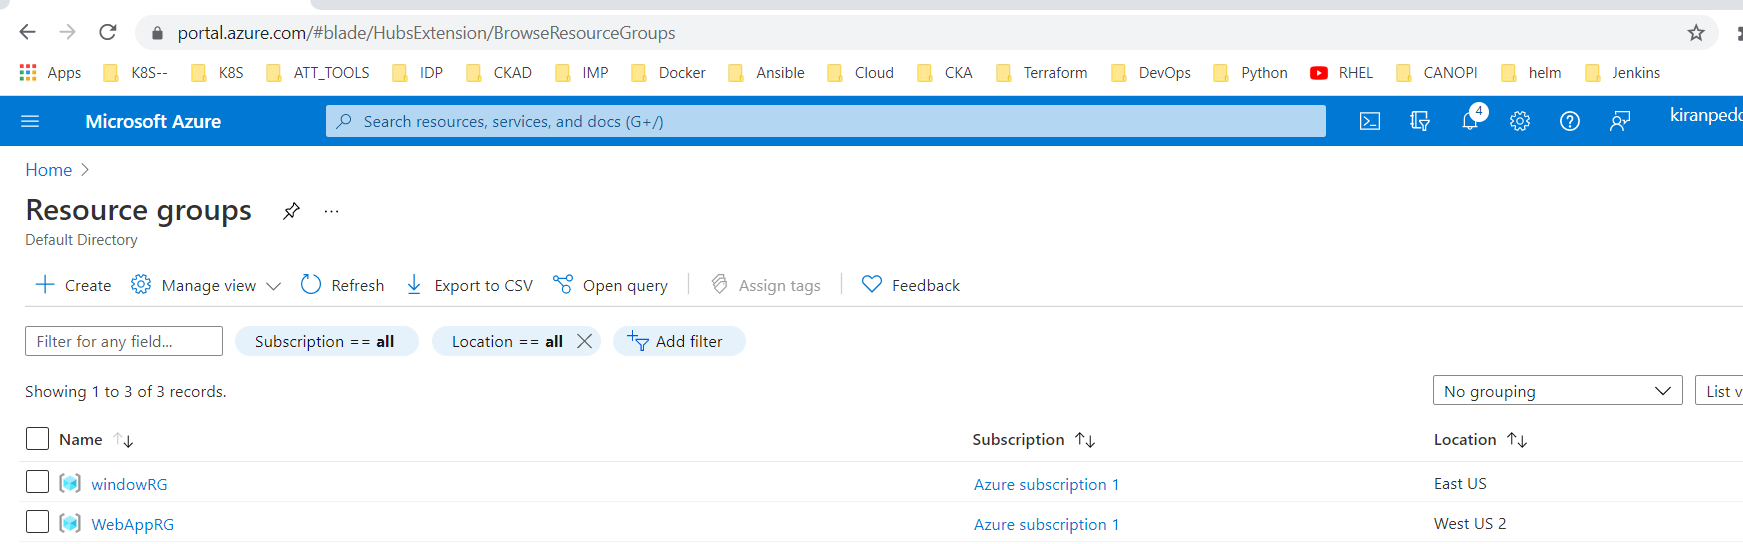 portal.azure.com/#blade/HubsExtension/BrowseResourceGroups
Apps K8S-- K8S ATT_TOOLS IDP CKAD IMP Docker Ansible Cloud CKA Terraform DevOps Python RHEL CANOPI helm Jenkins
Microsoft Azure Search resources, services, and docs (G+/) 4 kiranpedd
Home >
Resource groups ...
Default Directory
+ Create Manage view Refresh Export to CSV Open query Assign tags Feedback
Filter for any field... Subscription == all Location == all Add filter
Showing 1 to 3 of 3 records. No grouping List v
Name Subscription Location
windowRG Azure subscription 1 East US
WebAppRG Azure subscription 1 West US 2